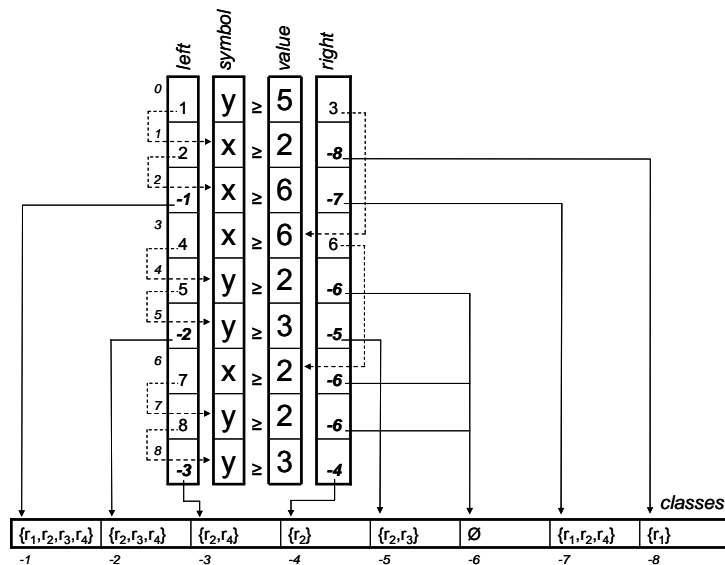 left symbol value right
0 1 y ≥ 5 3
1 2 x ≥ 2 -8
2 -1 x ≥ 6 -7
3 4 x ≥ 6 6
4 5 y ≥ 2 -6
5 -2 y ≥ 3 -5
6 7 x ≥ 2 -6
7 8 y ≥ 2 -6
8 -3 y ≥ 3 -4
classes
{r1,r2,r3,r4} {r2,r3,r4} {r2,r4} {r2} {r2,r3} Ø {r1,r2,r4} {r1}
-1 -2 -3 -4 -5 -6 -7 -8